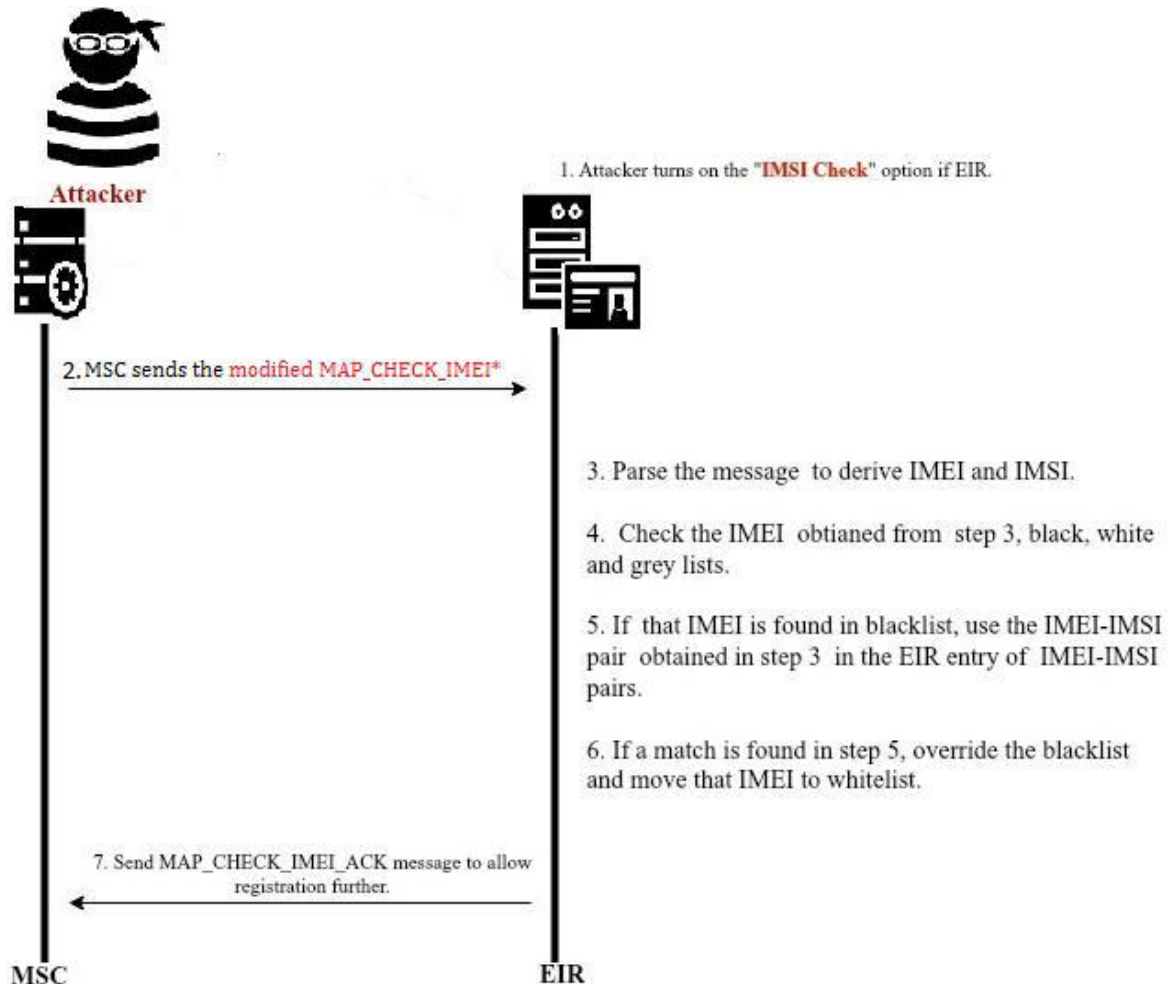 Attacker
1. Attacker turns on the "IMSI Check" option if EIR.
2. MSC sends the modified MAP_CHECK_IMEI*
3. Parse the message to derive IMEI and IMSI.
4. Check the IMEI obtianed from step 3, black, white
and grey lists.
5. If that IMEI is found in blacklist, use the IMEI-IMSI
pair obtained in step 3 in the EIR entry of IMEI-IMSI
pairs.
6. If a match is found in step 5, override the blacklist
and move that IMEI to whitelist.
7. Send MAP_CHECK_IMEI_ACK message to allow
registration further.
MSC
EIR